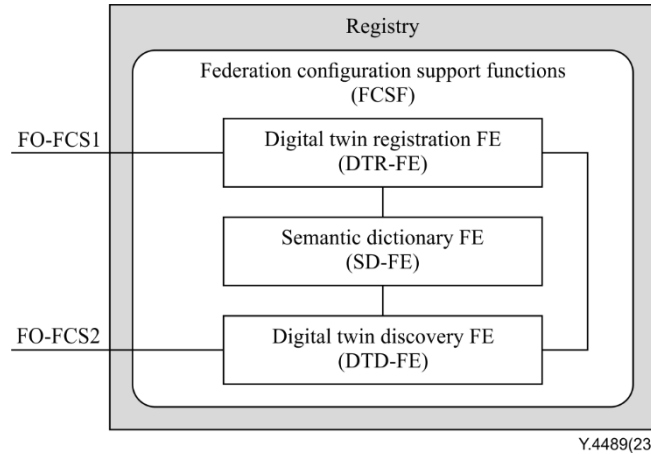 Registry
Federation configuration support functions
(FCSF)
FO-FCS1
Digital twin registration FE
(DTR-FE)
Semantic dictionary FE
(SD-FE)
FO-FCS2
Digital twin discovery FE
(DTD-FE)
Y.4489(23